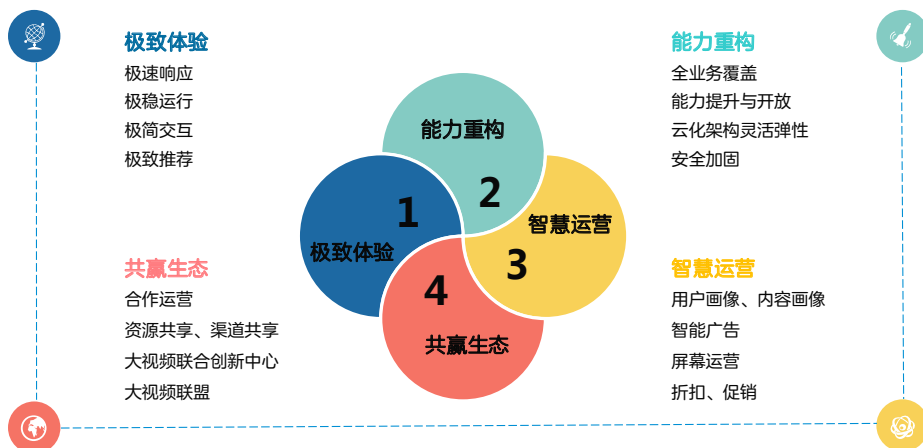 极致体验
极速响应
极稳运行
极简交互
极致推荐
能力重构
全业务覆盖
能力提升与开放
云化架构灵活弹性
安全加固
能力重构
2
1
极致体验
智慧运营
3
4
共赢生态
共赢生态
合作运营
资源共享、渠道共享
大视频联合创新中心
大视频联盟
智慧运营
用户画像、内容画像
智能广告
屏幕运营
折扣、促销